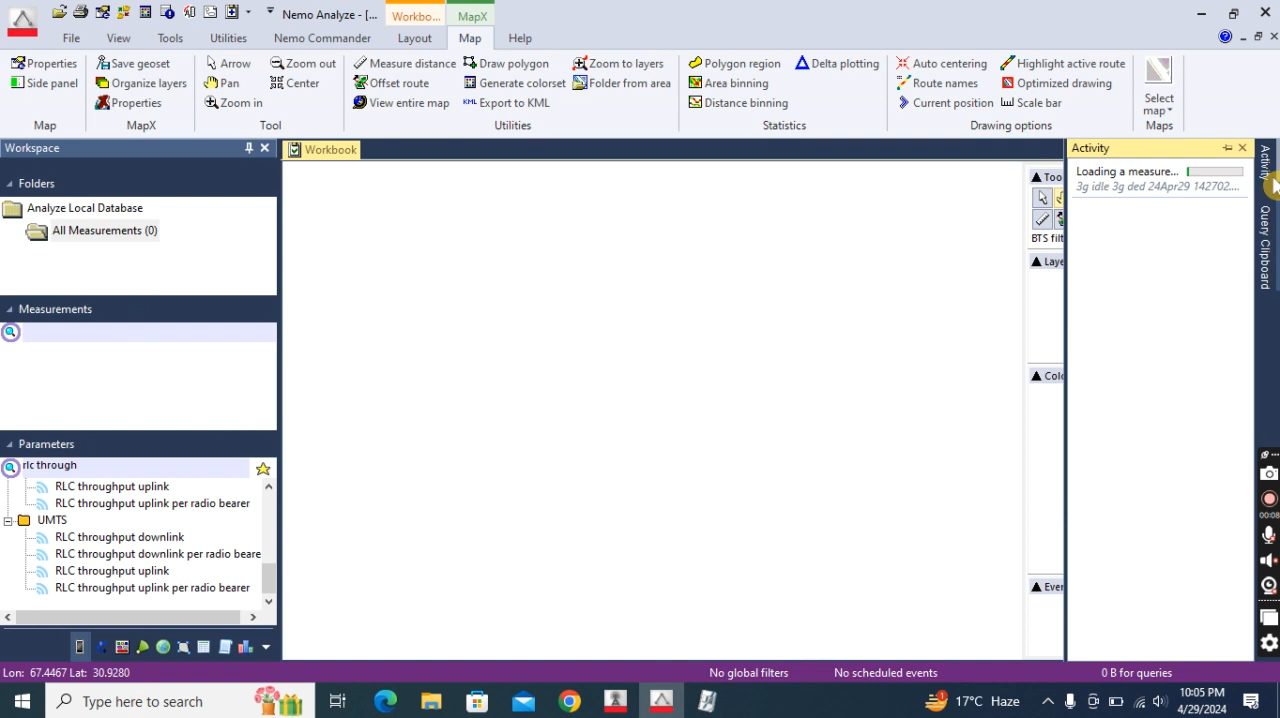 Nemo Analyze - [...
Workbo...
MapX
File
View
Tools
Utilities
Nemo Commander
Layout
Map
Help
Properties
Side panel
Map
Save geoset
Organize layers
Properties
MapX
Arrow
Zoom out
Pan
Center
Zoom in
Tool
Measure distance
Draw polygon
Zoom to layers
Offset route
Generate colorset
Folder from area
View entire map
KML Export to KML
Utilities
Polygon region
Delta plotting
Area binning
Distance binning
Statistics
Auto centering
Highlight active route
Route names
Optimized drawing
Current position
Scale bar
Drawing options
Select map
Maps
Workspace
Workbook
Activity
Folders
Analyze Local Database
All Measurements (0)
Measurements
Parameters
rlc through
RLC throughput uplink
RLC throughput uplink per radio bearer
UMTS
RLC throughput downlink
RLC throughput downlink per radio beare
RLC throughput uplink
RLC throughput uplink per radio bearer
Too
BTS filt
Laye
Colo
Even
Loading a measure...
3g idle 3g ded 24Apr29 142702....
Activity
Query Clipboard
00:08
Lon: 67.4467 Lat: 30.9280
No global filters
No scheduled events
0 B for queries
Type here to search
17°C Haze
10:05 PM
4/29/2024